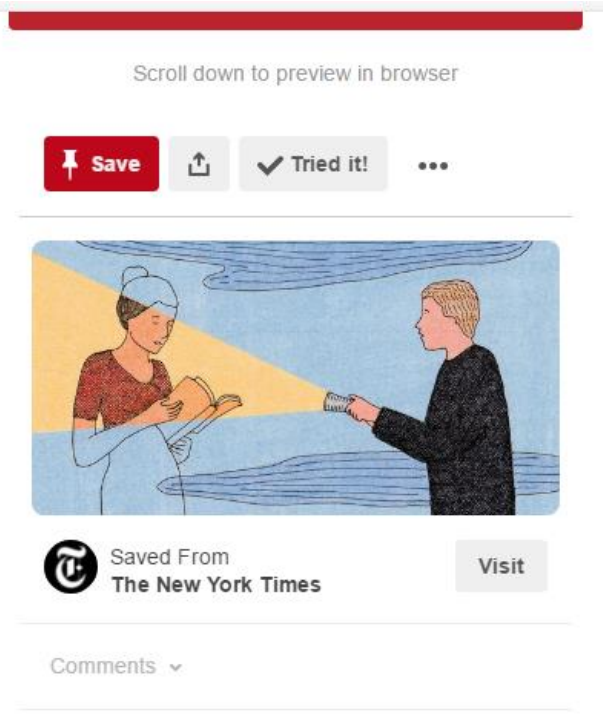 Scroll down to preview in browser
Save
Tried it!
Saved From
The New York Times
Visit
Comments